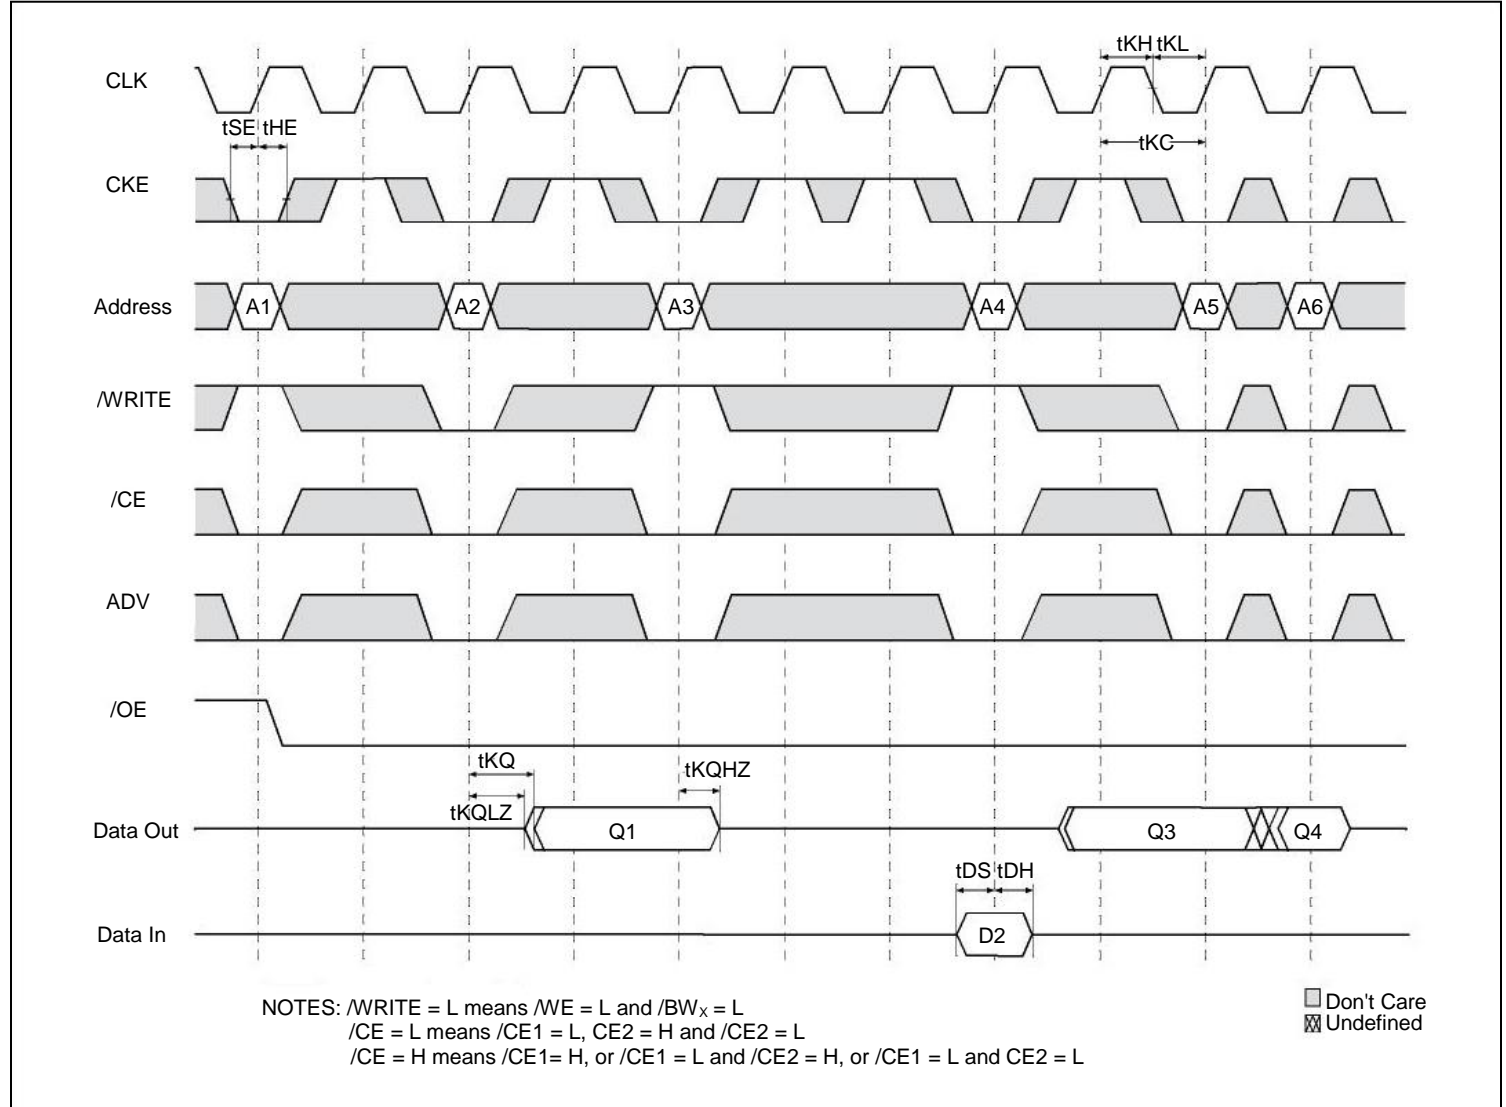 tKH tKL
CLK
tSE tHE
tKC
CKE
Address A1 A2 A3 A4 A5 A6
/WRITE
/CE
ADV
/OE
tKQ
tKQHZ
tKQLZ
Data Out Q1 Q3 Q4
tDS tDH
Data In D2
NOTES: /WRITE = L means /WE = L and /BWX = L
/CE = L means /CE1 = L, CE2 = H and /CE2 = L
/CE = H means /CE1= H, or /CE1 = L and /CE2 = H, or /CE1 = L and CE2 = L
Don't Care
Undefined